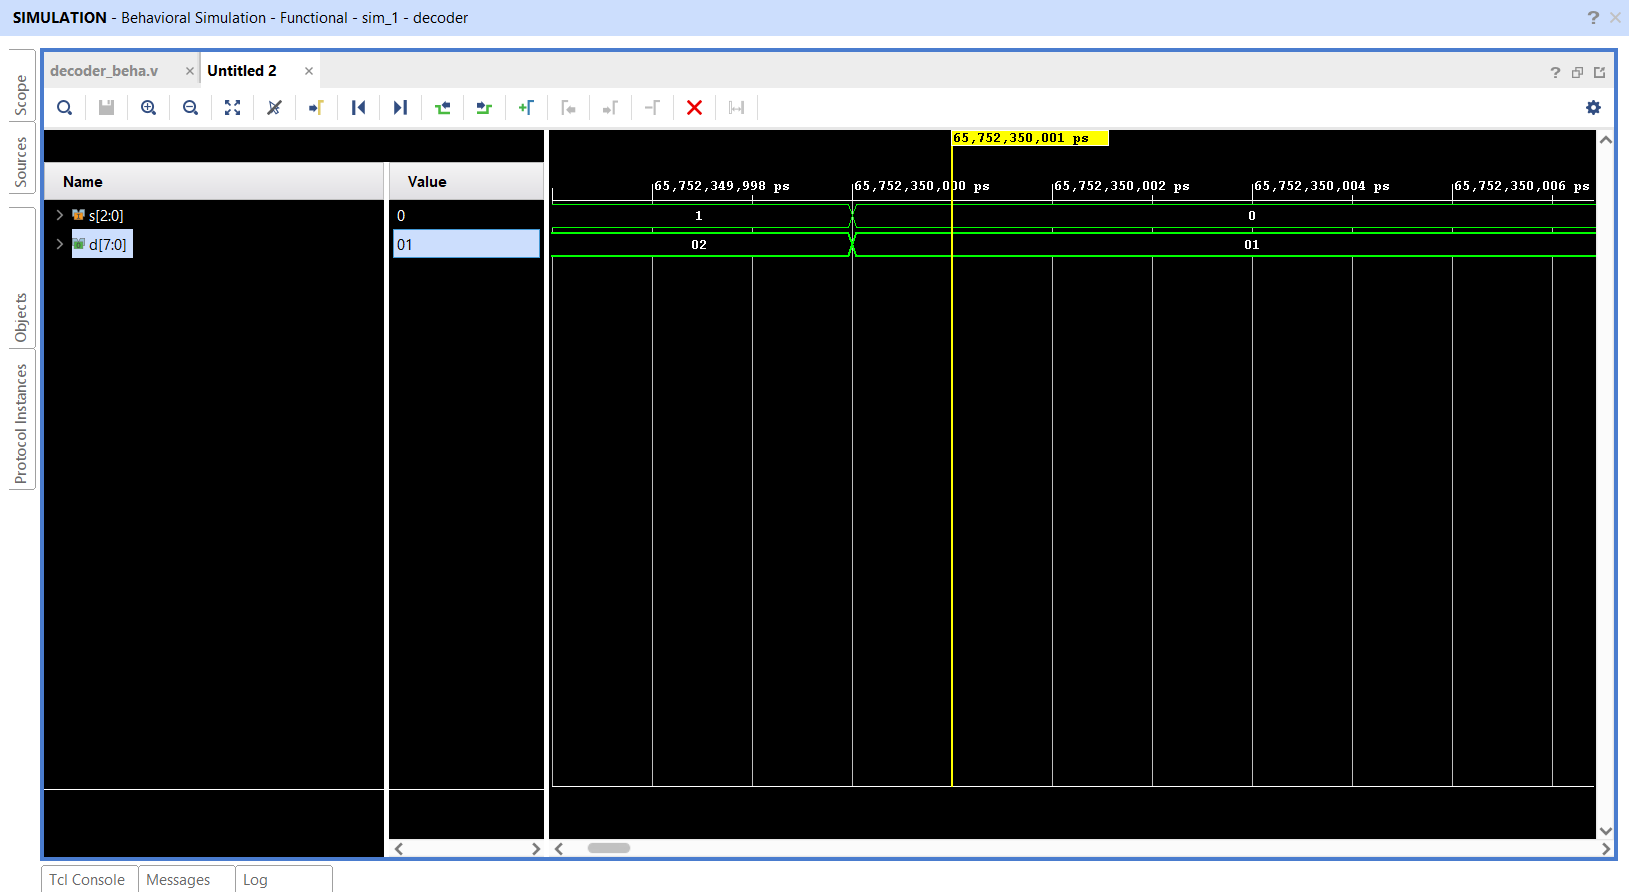 SIMULATION - Behavioral Simulation - Functional - sim_1 - decoder
Scope
Sources
Objects
Protocol Instances
decoder_beha.v
Untitled 2
65,752,350,001 ps
65,752,349,998 ps 65,752,350,000 ps 65,752,350,002 ps 65,752,350,004 ps 65,752,350,006 ps
Name Value
s[2:0] 0 1 0
d[7:0] 01 02 01
Tcl Console Messages Log